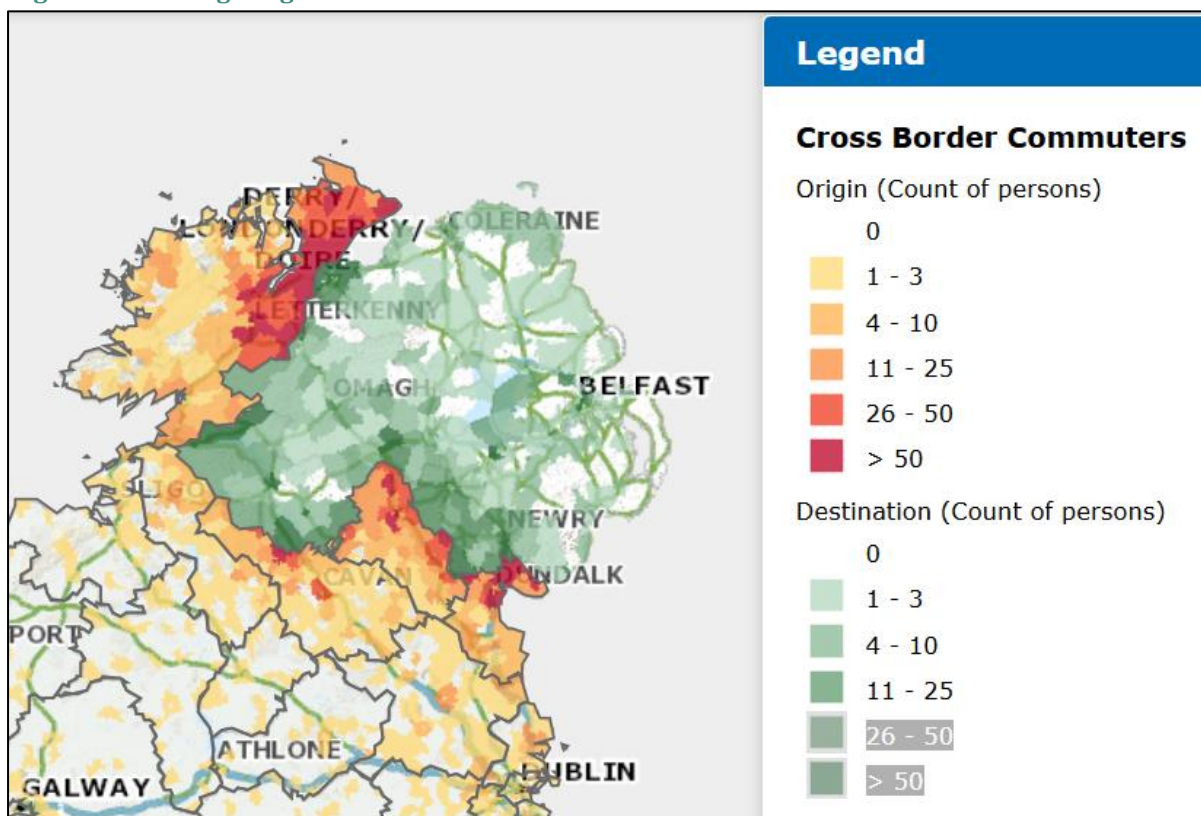 DERRY/
LONDONDERRY/
DOIRE
COLERAINE
LETTERKENNY
OMAGH
BELFAST
SLIGO
NEWRY
CAVAN
DUNDALK
PORT
ATHLONE
DUBLIN
GALWAY
Legend
Cross Border Commuters
Origin (Count of persons)
0
1 - 3
4 - 10
11 - 25
26 - 50
> 50
Destination (Count of persons)
0
1 - 3
4 - 10
11 - 25
26 - 50
> 50